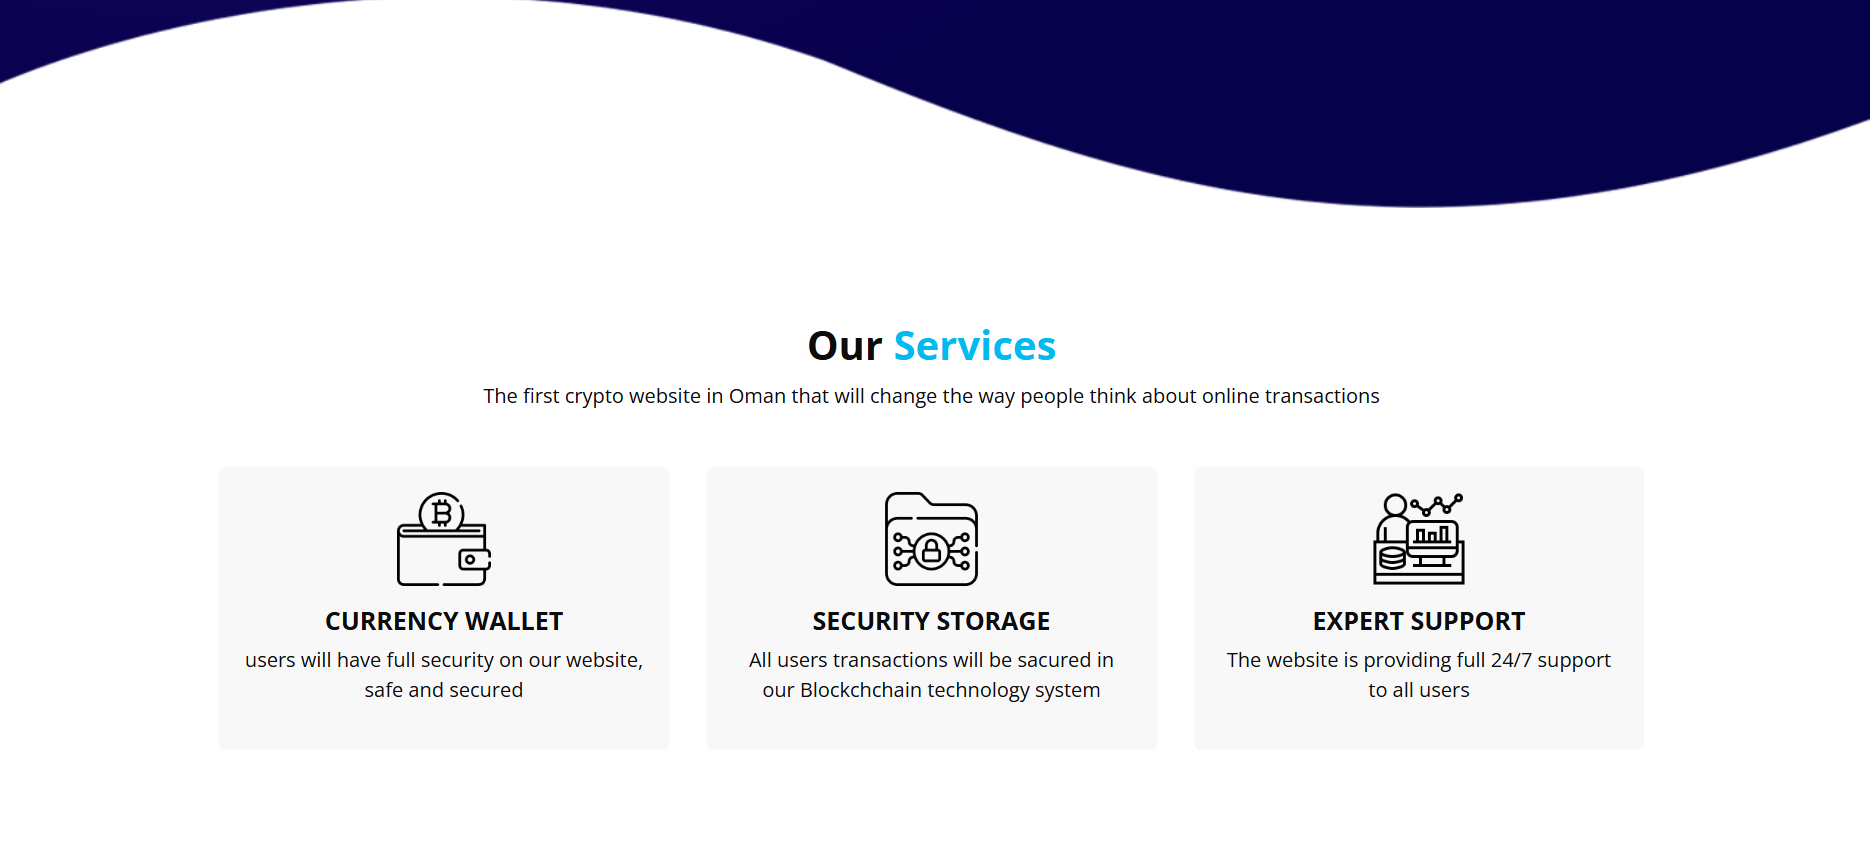 Our Services
The first crypto website in Oman that will change the way people think about online transactions
CURRENCY WALLET
users will have full security on our website,
safe and secured
SECURITY STORAGE
All users transactions will be sacured in
our Blockchchain technology system
EXPERT SUPPORT
The website is providing full 24/7 support
to all users